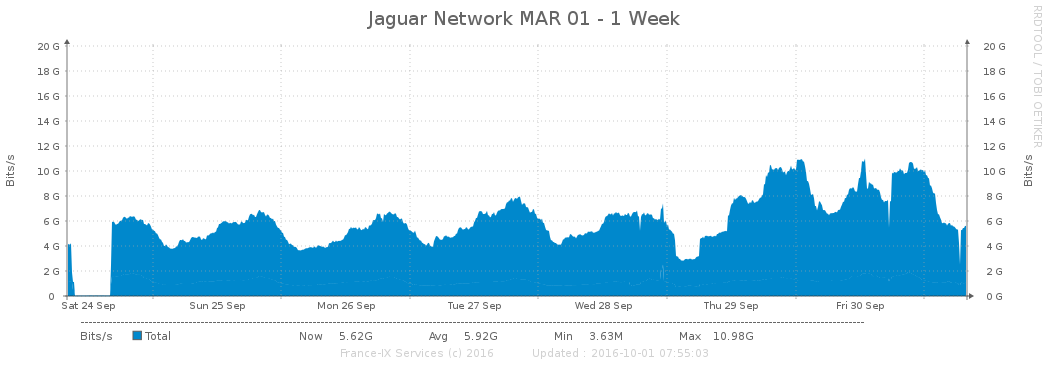 Jaguar Network MAR 01 - 1 Week
RRDTOOL / TOBI OETIKER
Bits/s
20 G 20 G
18 G 18 G
16 G 16 G
14 G 14 G
12 G 12 G
10 G 10 G
8 G 8 G
6 G 6 G
4 G 4 G
2 G 2 G
0 0 G
Bits/s
Sat 24 Sep Sun 25 Sep Mon 26 Sep Tue 27 Sep Wed 28 Sep Thu 29 Sep Fri 30 Sep
Bits/s Total Now 5.62G Avg 5.92G Min 3.63M Max 10.98G
France-IX Services (c) 2016 Updated : 2016-10-01 07:55:03